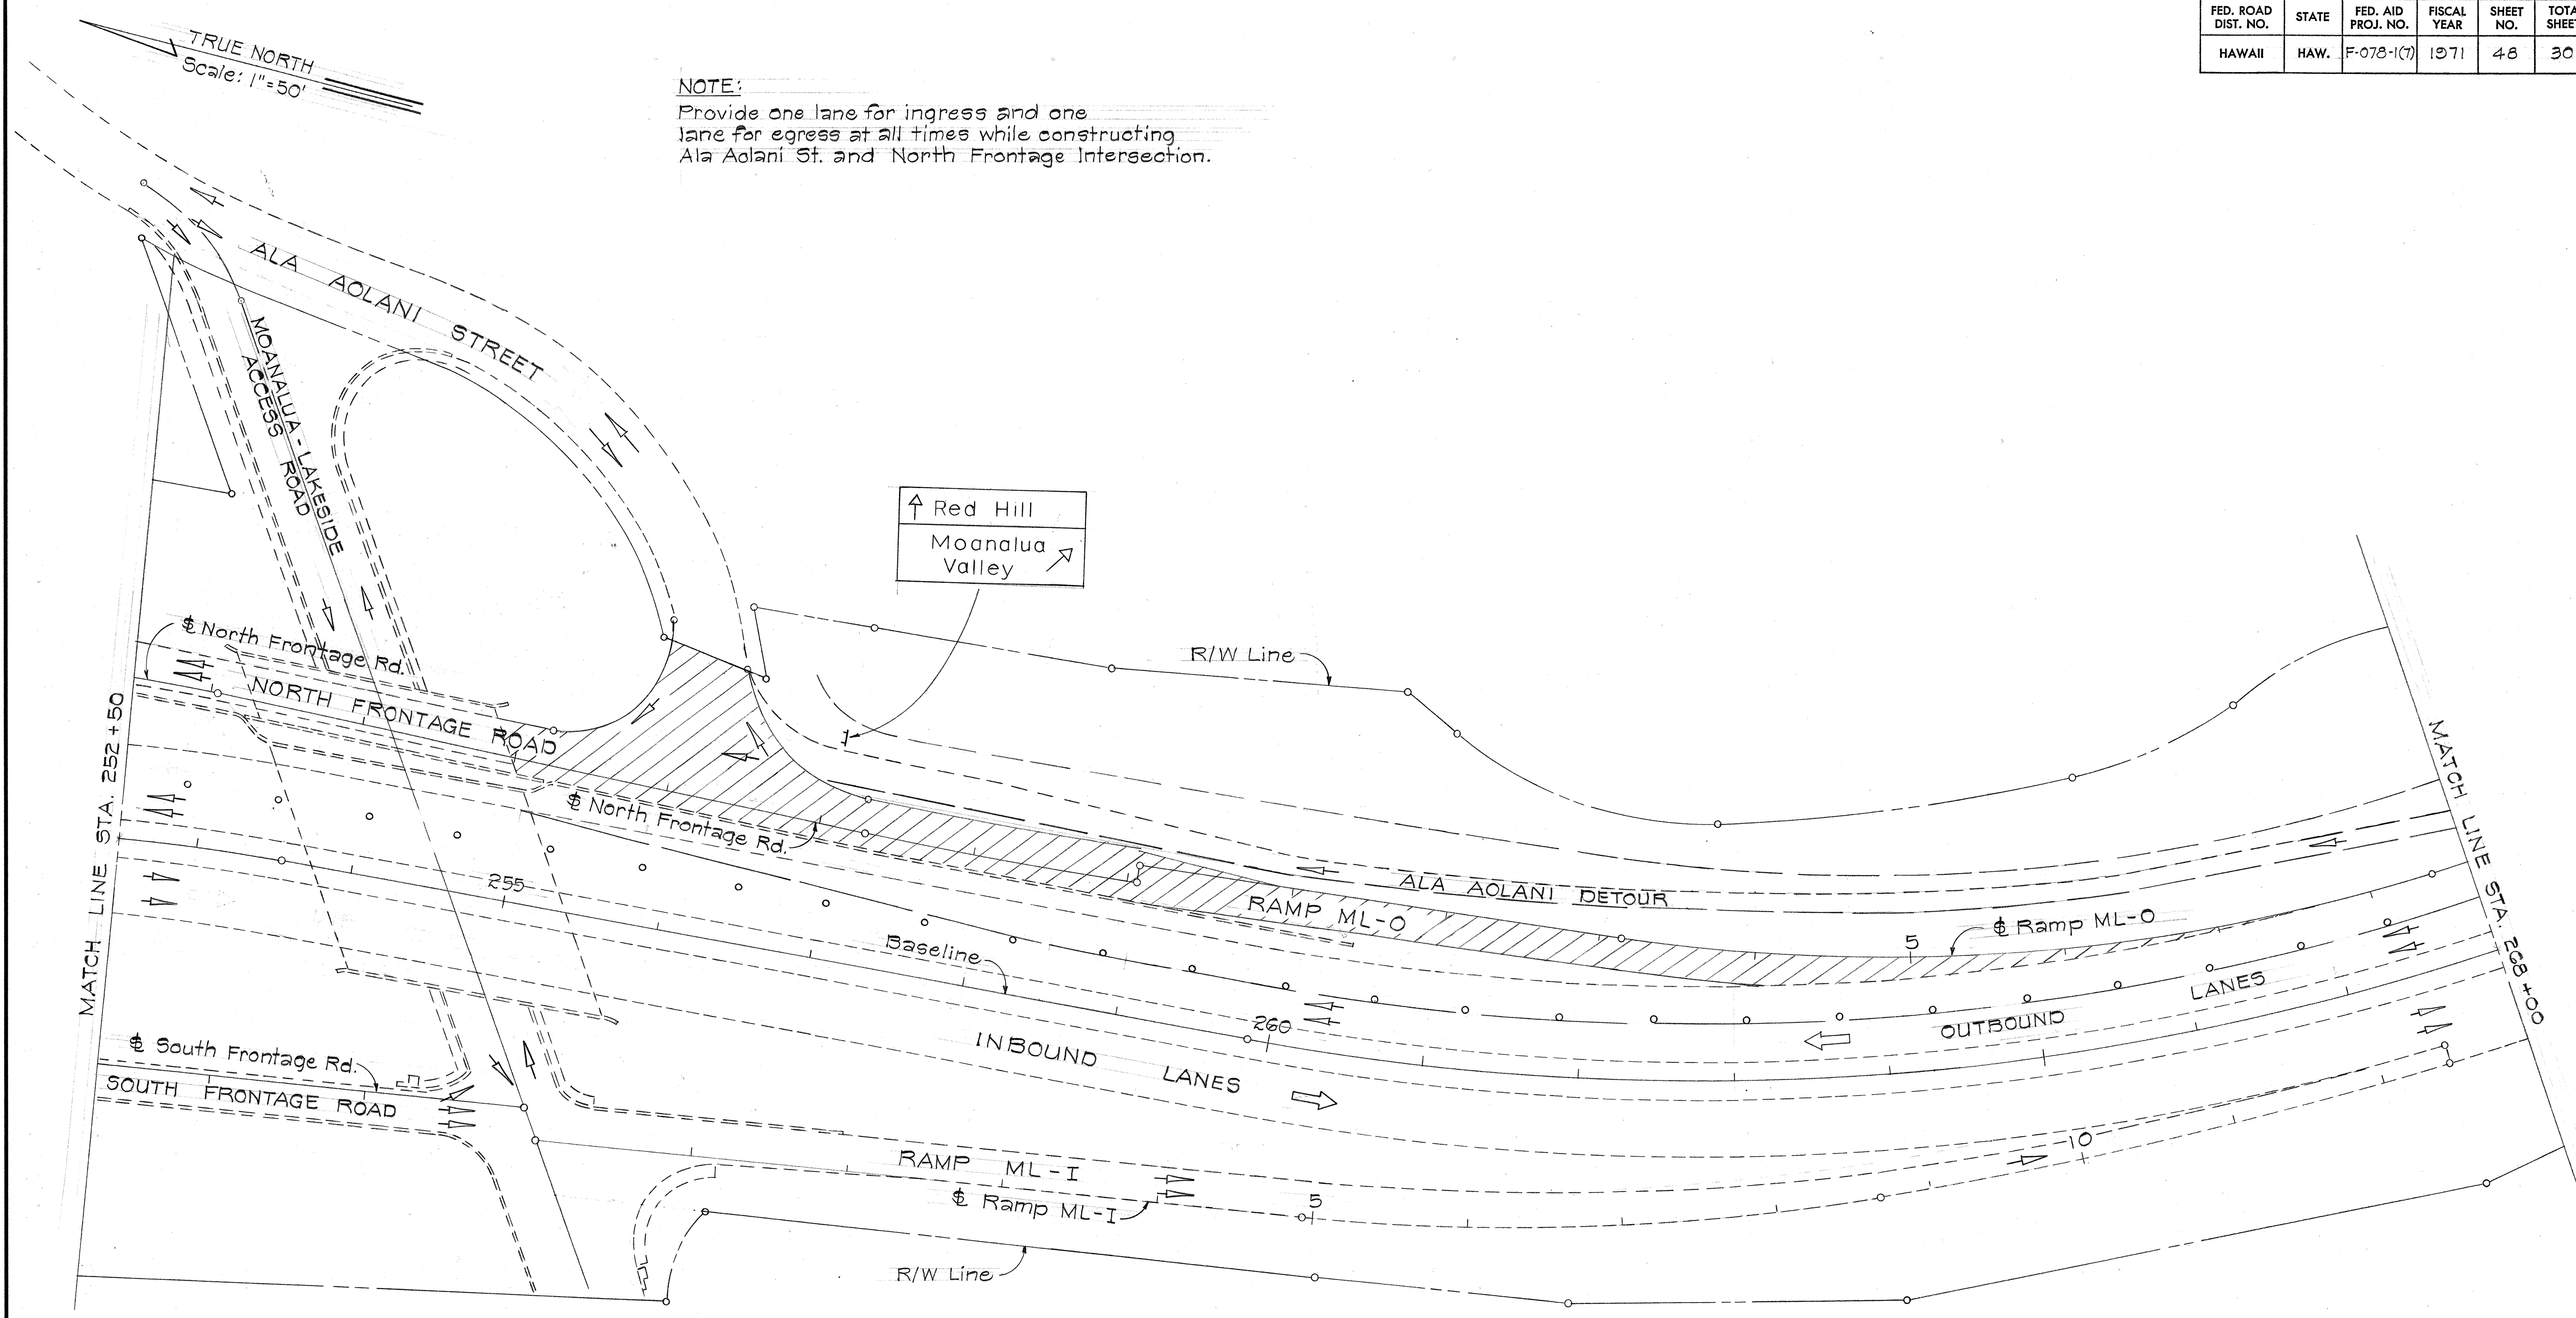 FED. ROAD DIST. NO.
STATE
FED. AID PROJ. NO.
FISCAL YEAR
SHEET NO.
HAWAII
HAW.
F-078-1(7)
1971
48
TRUE NORTH
Scale: 1"=50'
NOTE:
Provide one lane for ingress and one
lane for egress at all times while constructing
Ala Aolani St. and North Frontage Intersection.
ALA AOLANI STREET
MOANALUA - LAKESIDE
ACCESS ROAD
Red Hill
Moanalua
Valley
R/W Line
℄ North Frontage Rd.
NORTH FRONTAGE ROAD
MATCH LINE STA. 252+50
℄ North Frontage Rd.
255
Baseline
260
RAMP ML-O
ALA AOLANI DETOUR
5
℄ Ramp ML-O
MATCH LINE STA. 268+00
OUTBOUND LANES
INBOUND LANES
℄ South Frontage Rd.
SOUTH FRONTAGE ROAD
RAMP ML-I
℄ Ramp ML-I
5
10
R/W Line